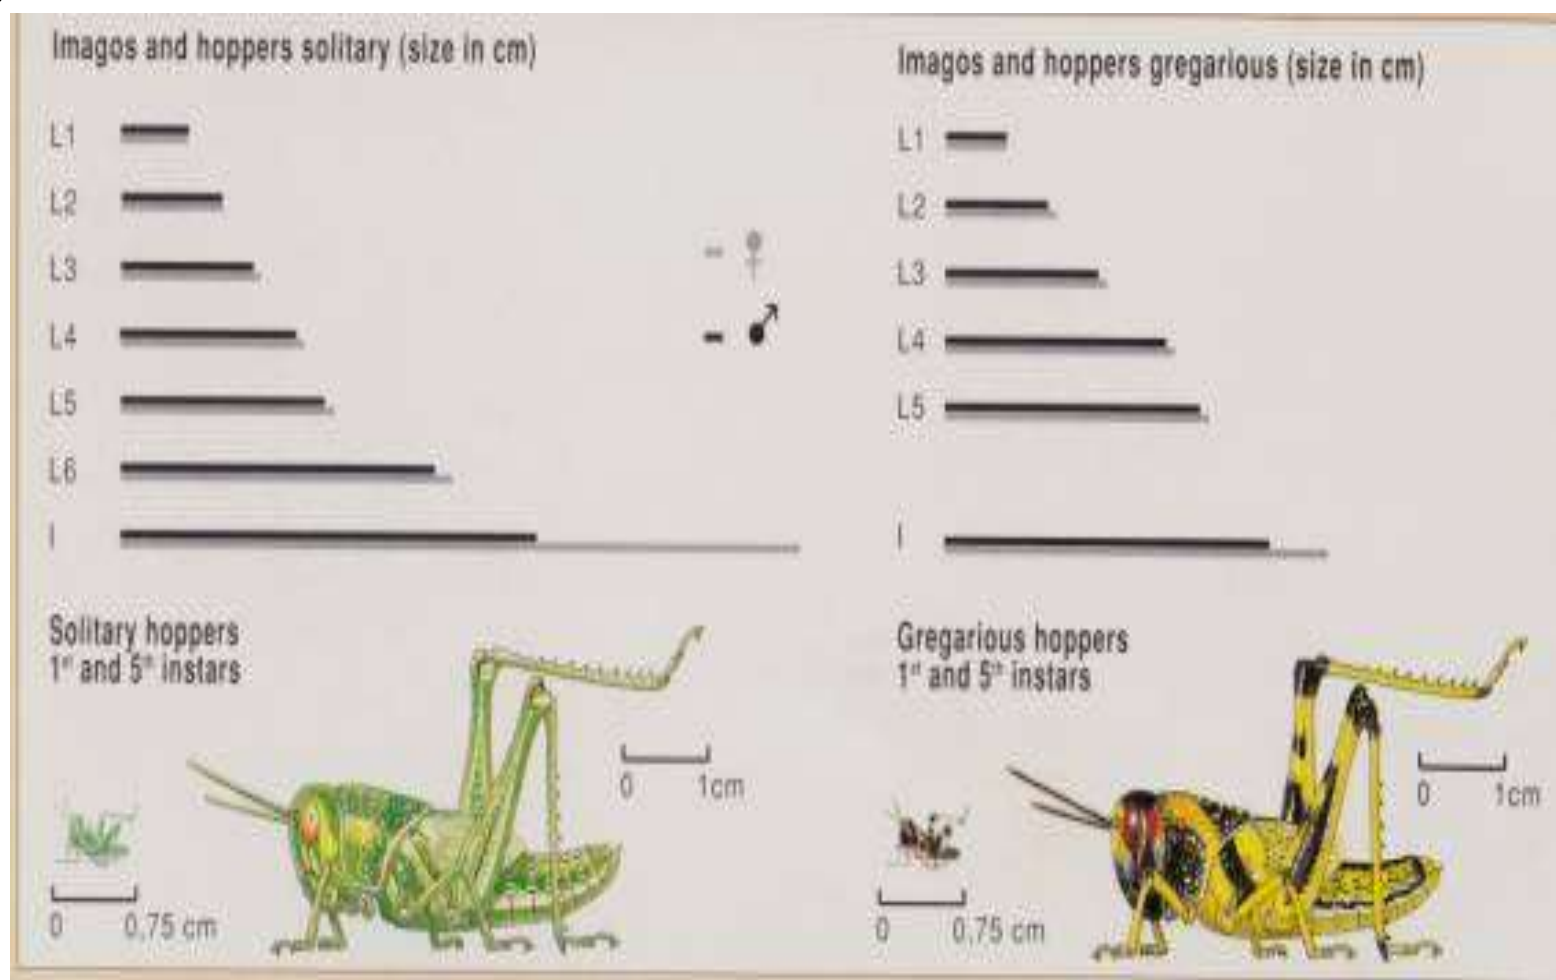 Imagos and hoppers solitary (size in cm)
L1
L2
L3
L4
L5
L6
I
♀
♂
Solitary hoppers
1st and 5th instars
0 1cm
0 0,75 cm
Imagos and hoppers gregarious (size in cm)
L1
L2
L3
L4
L5
I
Gregarious hoppers
1st and 5th instars
0 1cm
0 0,75 cm